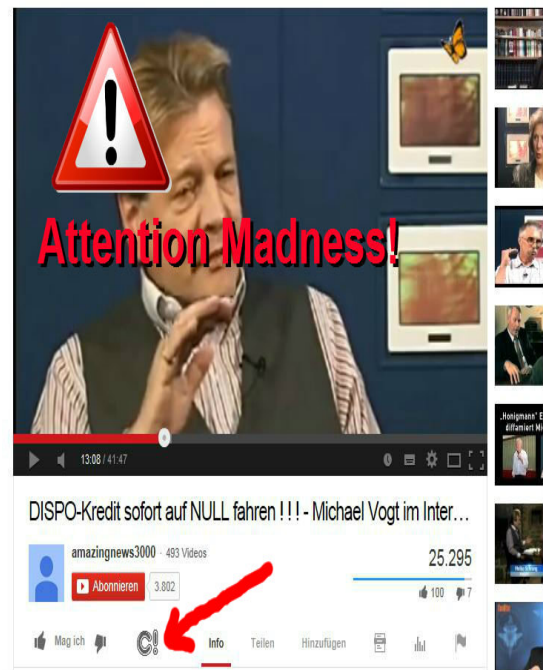 !
Attention Madness!
13:08 / 41:47
DISPO-Kredit sofort auf NULL fahren ! ! ! - Michael Vogt im Inter...
amazingnews3000 · 493 Videos
25.295
Abonnieren
3.802
100
7
Mag ich
C!
Info
Teilen
Hinzufügen
„Honigmann"
diffamiert